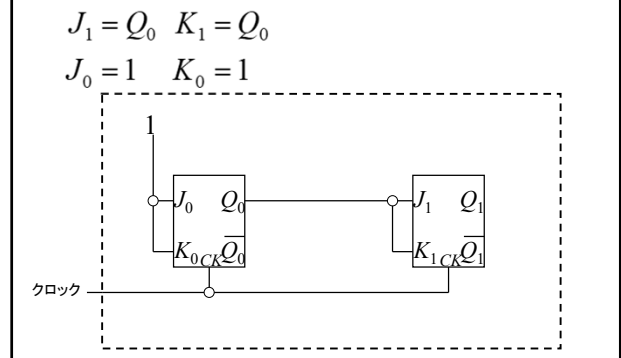 J₁ = Q₀ K₁ = Q₀
J₀ = 1 K₀ = 1
1
J₀ Q₀ J₁ Q₁
K₀ CK Q̅₀ K₁ CK Q̅₁
クロック